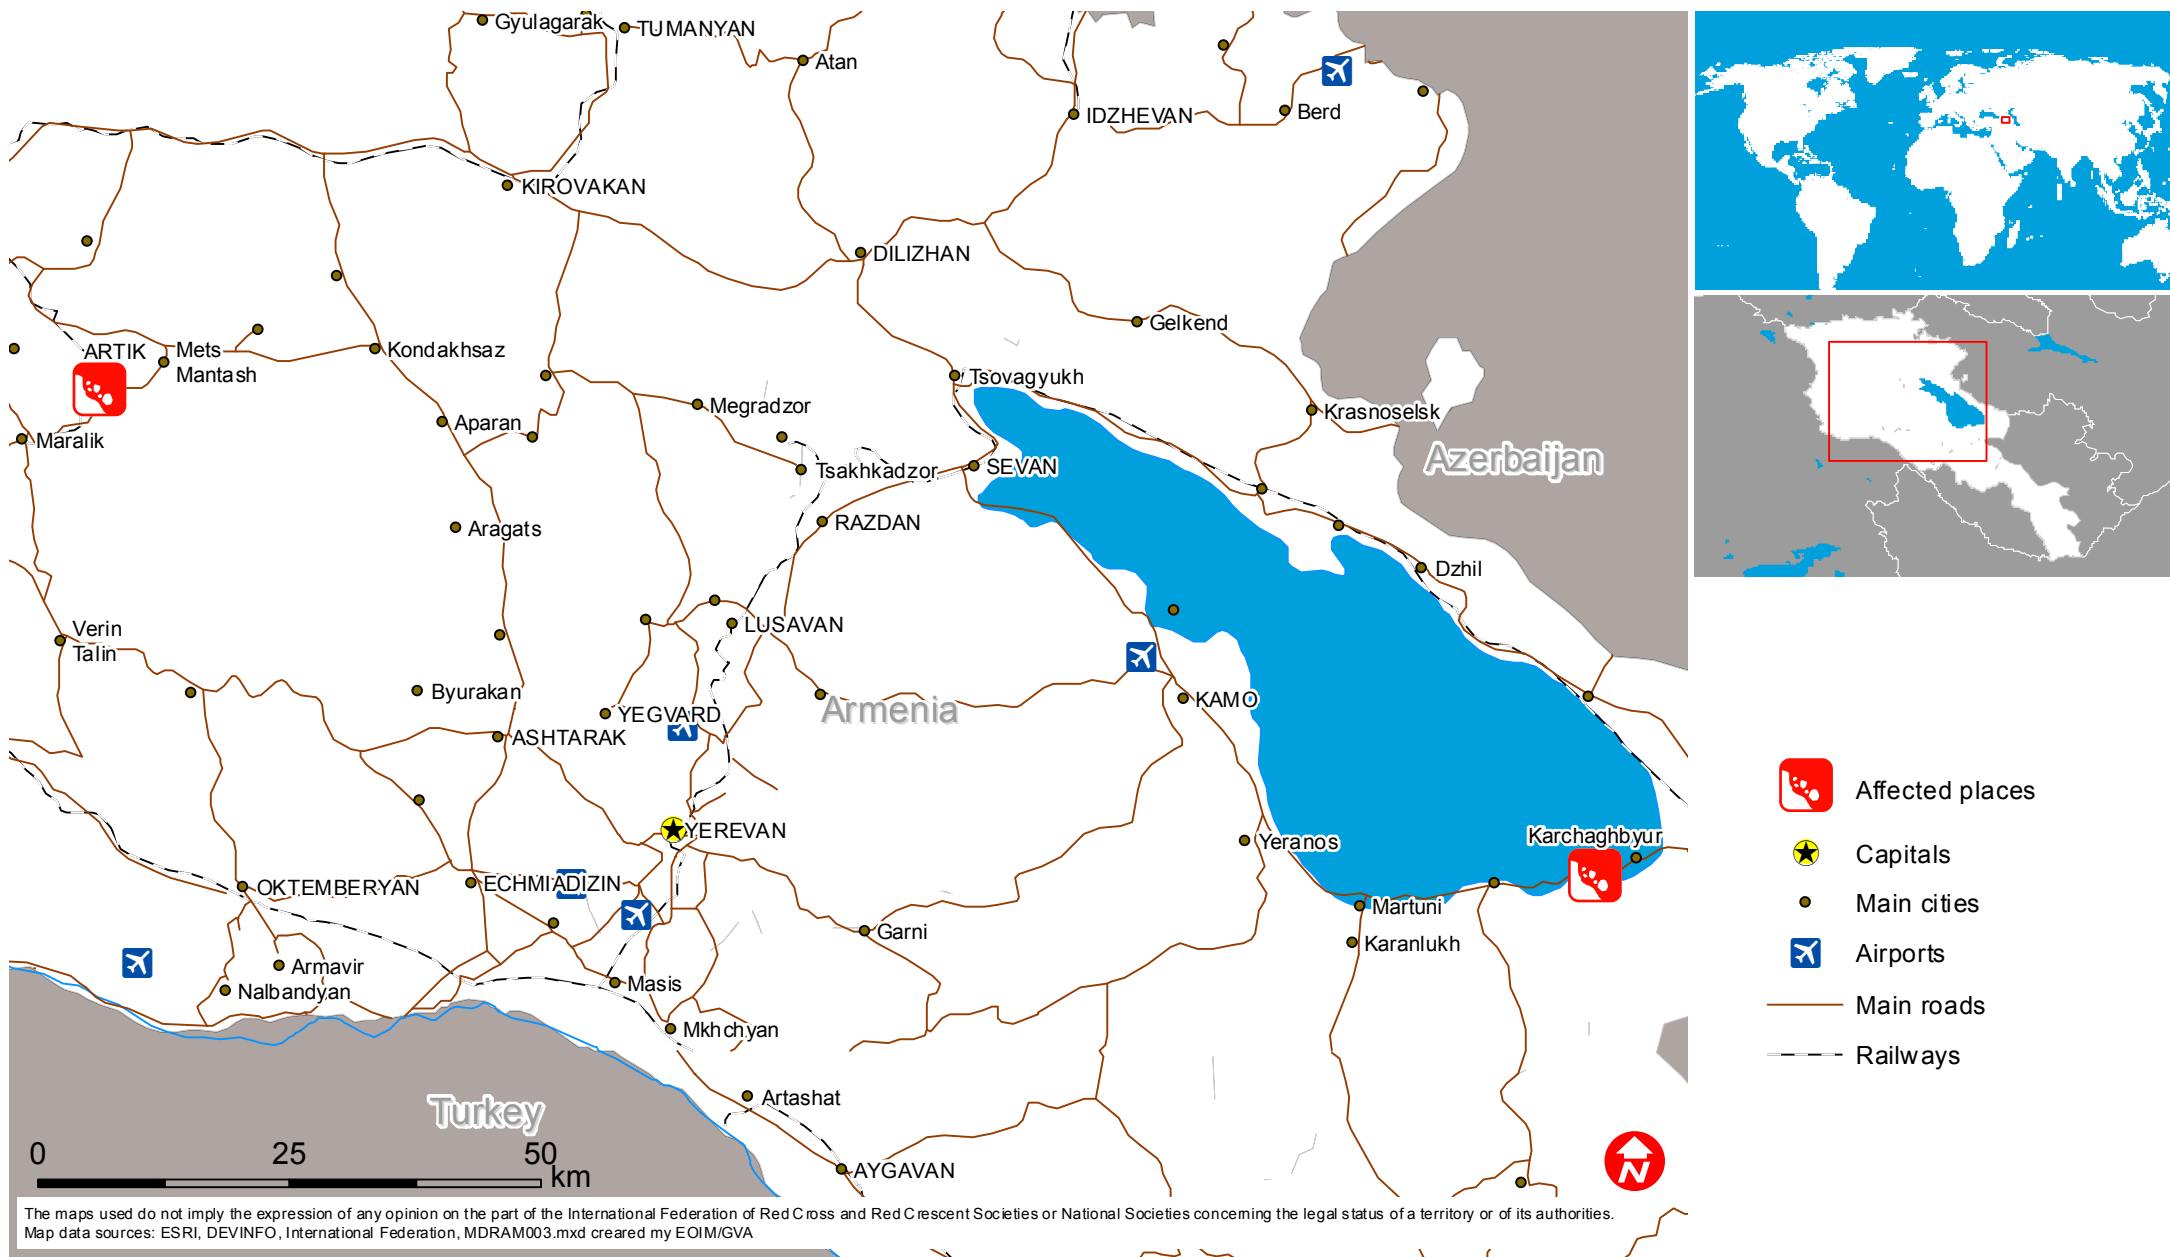 Gyulagarak
TUMANYAN
Atan
IDZHEVAN
Berd
KIROVAKAN
DILIZHAN
Gelkend
ARTIK
Mets
Mantash
Kondakhsaz
Tsovagyukh
Megradzor
Krasnoselsk
Aparan
Maralik
Azerbaijan
Tsakhkadzor
SEVAN
RAZDAN
Aragats
Dzhil
LUSAVAN
Verin
Talin
Byurakan
KAMO
YEGVARD
Armenia
ASHTARAK
YEREVAN
Karchaghbyur
Yeranos
OKTEMBERYAN
ECHMIADIZIN
Martuni
Garni
Karanlukh
Armavir
Masis
Nalbandyan
Mkhchyan
Artashat
Turkey
AYGAVAN
0 25 50
km
N
Affected places
Capitals
Main cities
Airports
Main roads
Railways
The maps used do not imply the expression of any opinion on the part of the International Federation of Red Cross and Red Crescent Societies or National Societies concerning the legal status of a territory or of its authorities.
Map data sources: ESRI, DEVINFO, International Federation, MDRAM003.mxd creared my EOIM/GVA